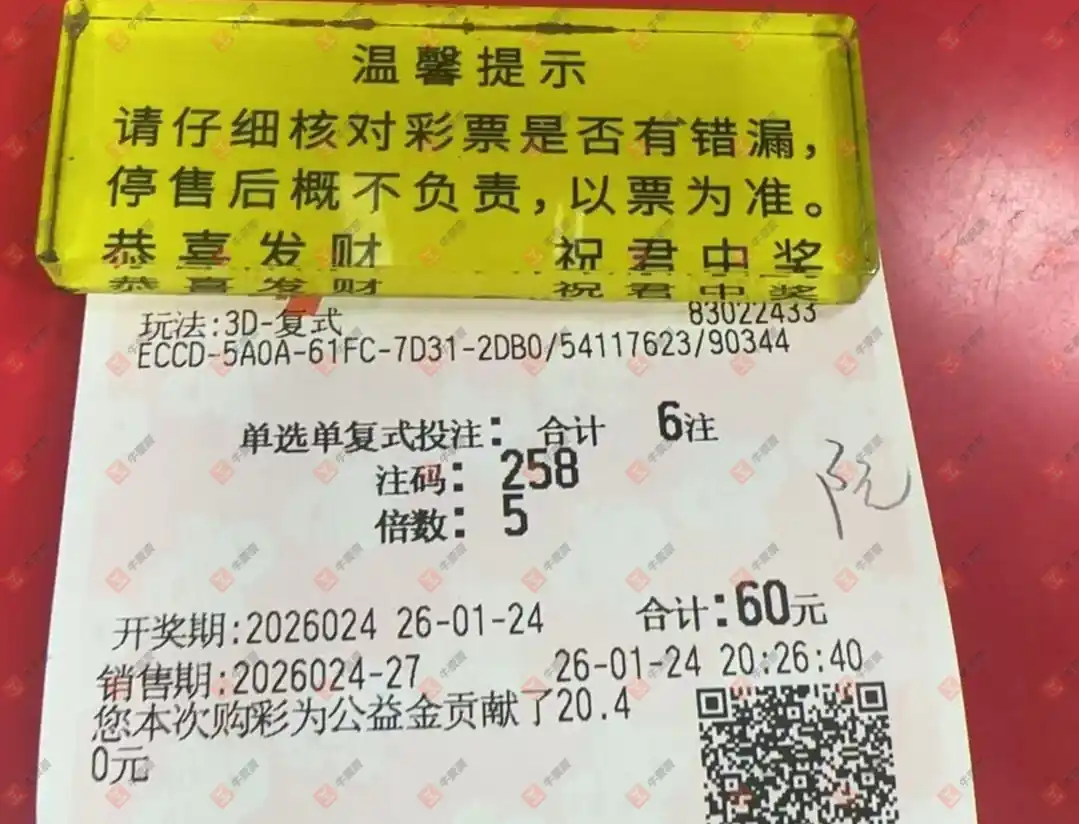 温馨提示
请仔细核对彩票是否有错漏，
停售后概不负责，以票为准。
恭喜发财 祝君中奖
玩法:3D-复式 83022433
ECCD-5A0A-61FC-7D31-2DB0/54117623/90344
单选单复式投注: 合计 6注
注码: 258
倍数: 5
阮
开奖期:2026024 26-01-24 合计:60元
销售期:2026024-27 26-01-24 20:26:40
您本次购彩为公益金贡献了20.4
0元